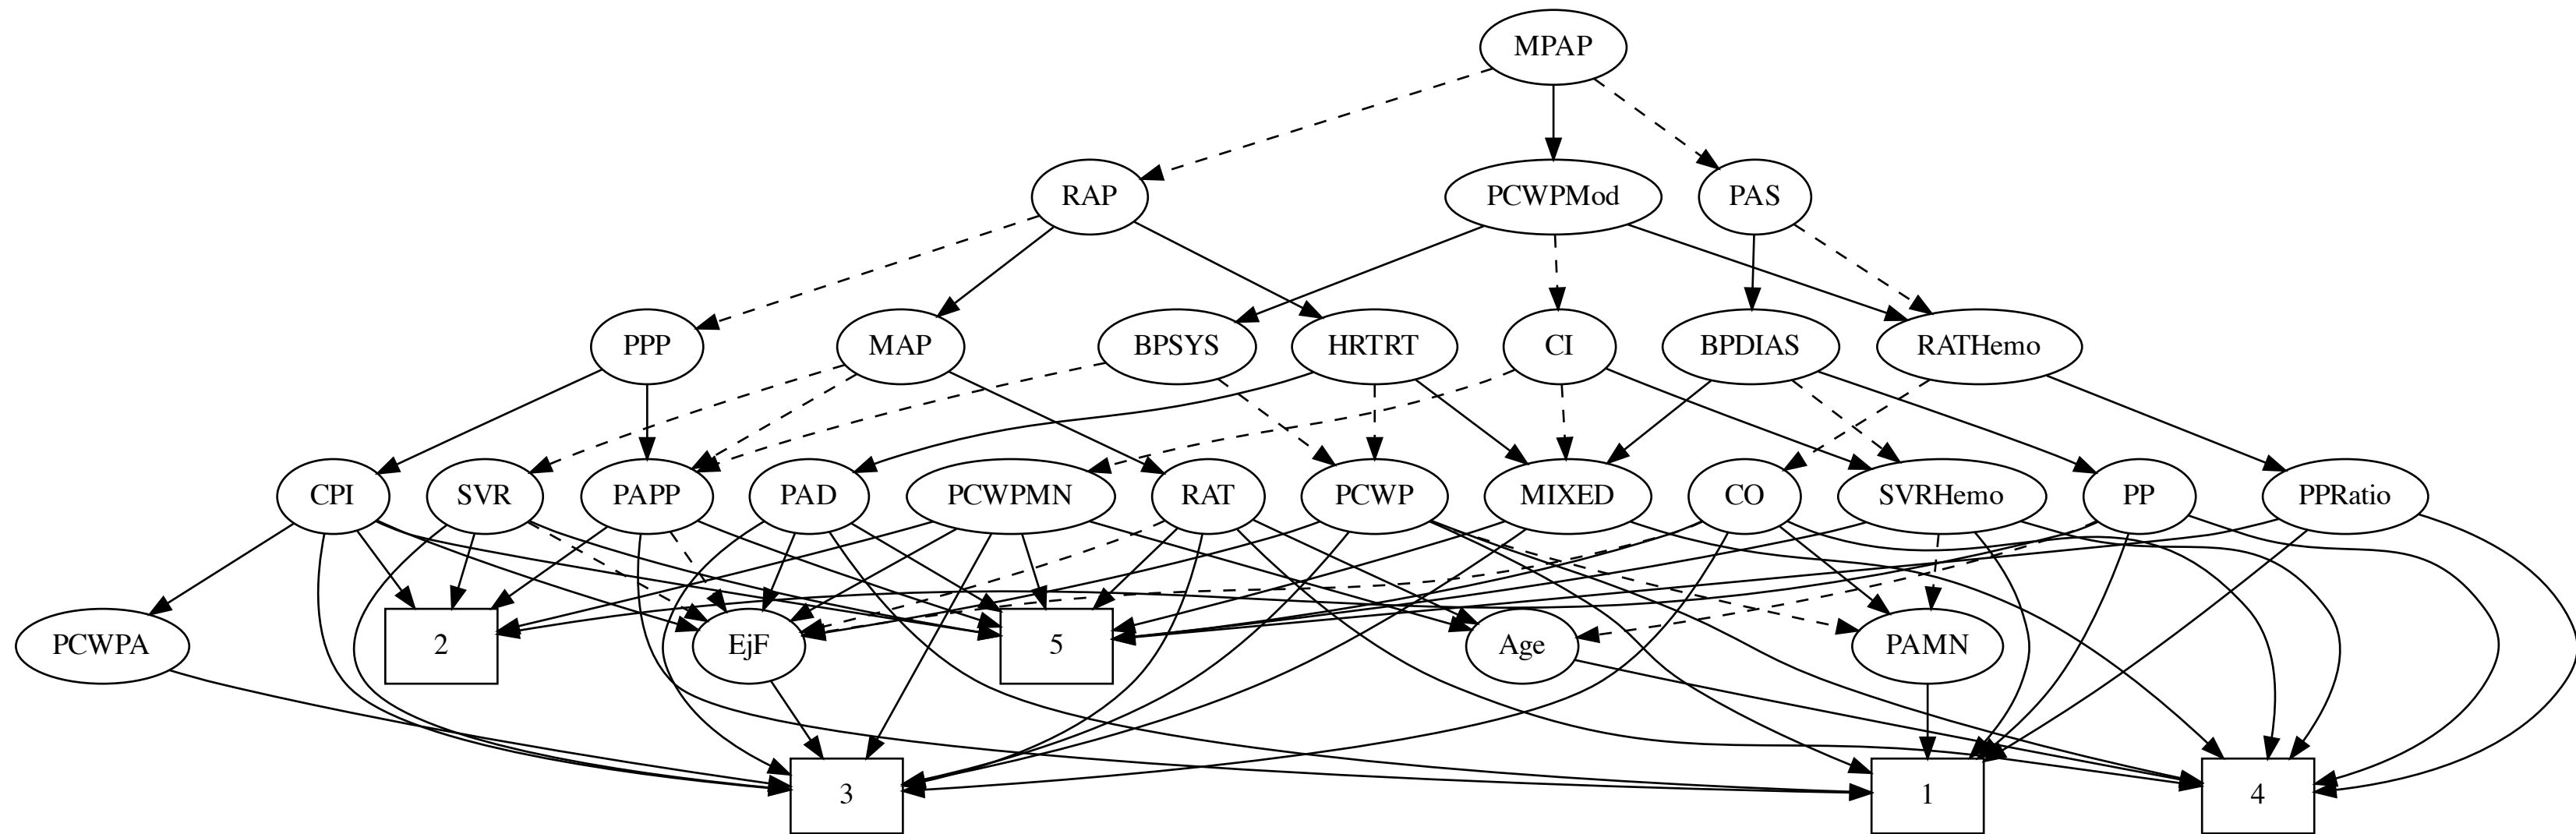 MPAP
RAP
PCWPMod
PAS
PPP
MAP
BPSYS
HRTRT
CI
BPDIAS
RATHemo
CPI
SVR
PAPP
PAD
PCWPMN
RAT
PCWP
MIXED
CO
SVRHemo
PP
PPRatio
PCWPA
2
EjF
5
Age
PAMN
3
1
4